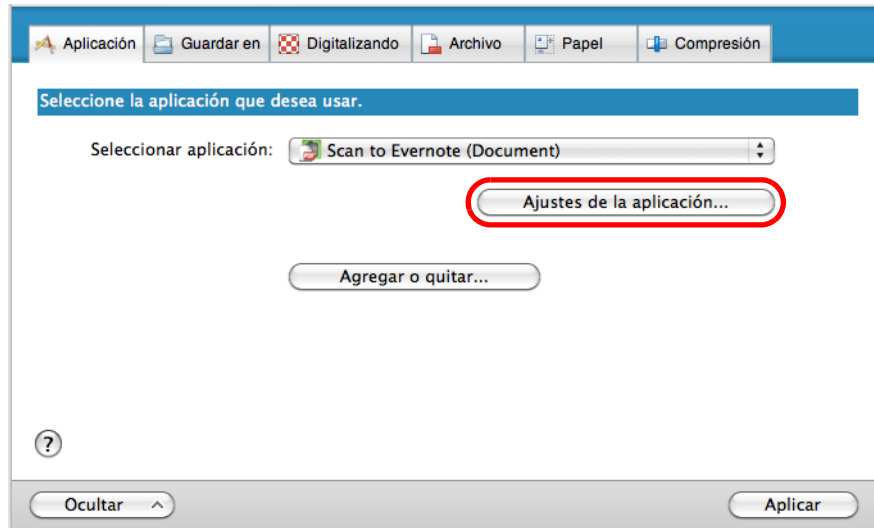 Aplicación Guardar en Digitalizando Archivo Papel Compresión
Seleccione la aplicación que desea usar.
Seleccionar aplicación: Scan to Evernote (Document)
Ajustes de la aplicación...
Agregar o quitar...
?
Ocultar Aplicar